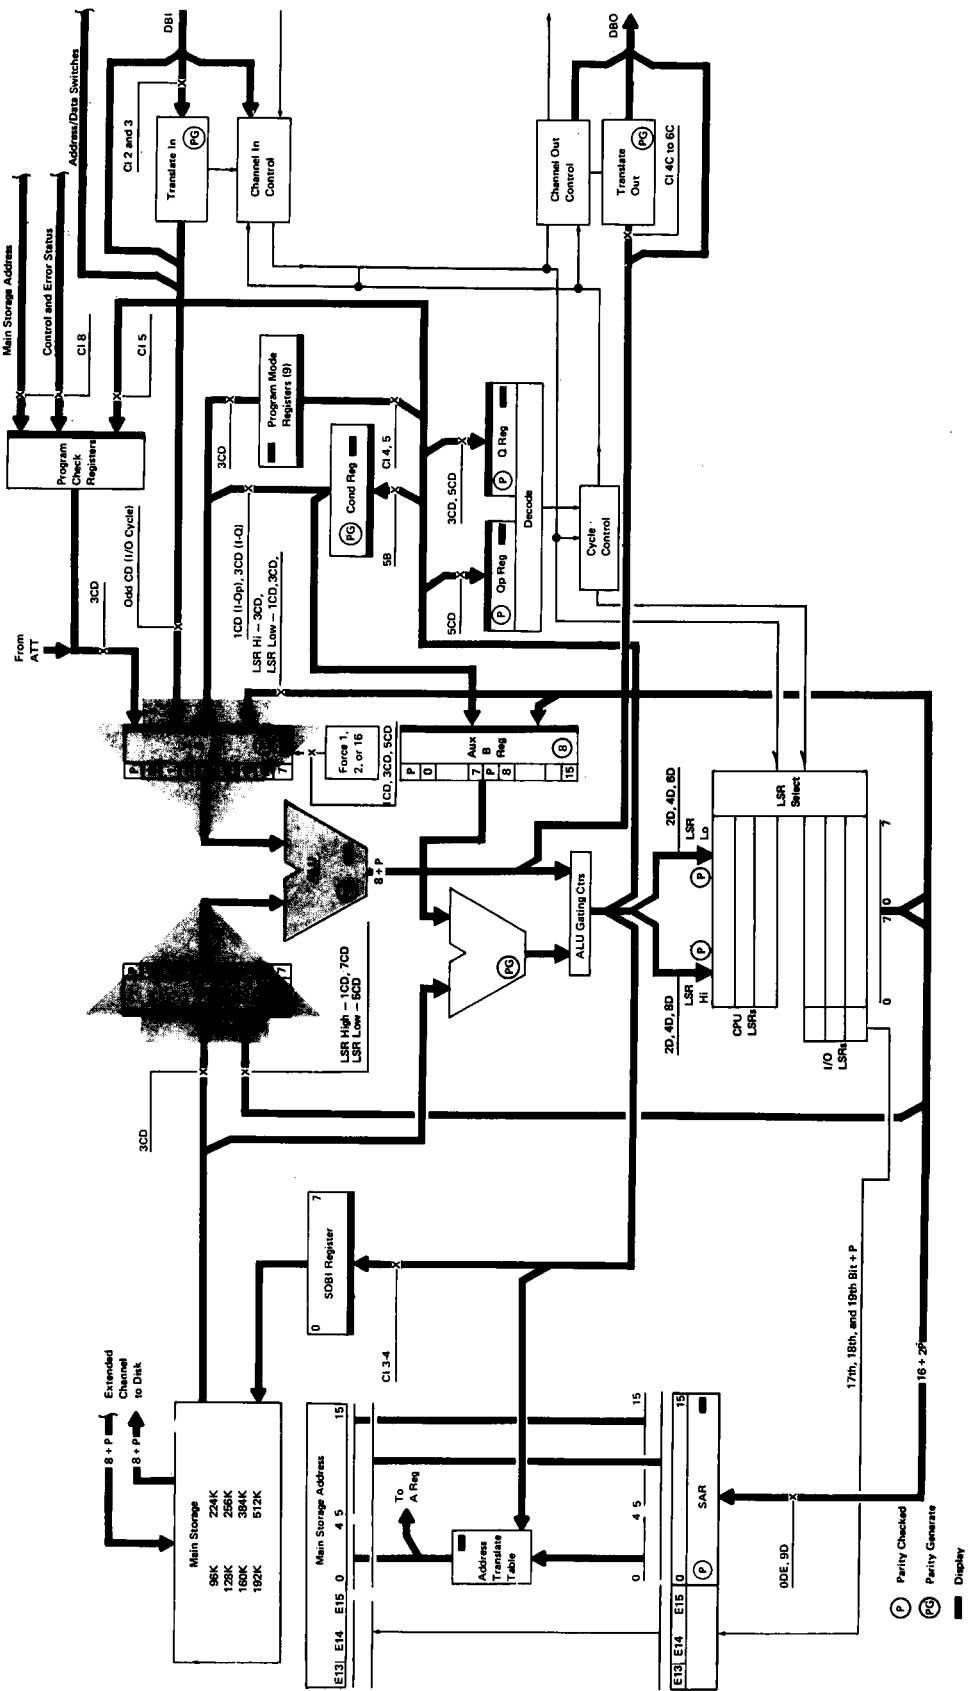 Main Storage Address
Control and Error Status
Address/Data Switches
DBI
DBO
CI 8
CI 5
CI 2 and 3
Translate In
PG
Channel In
Control
Channel Out
Control
Translate
Out
PG
CI 4C to 6C
Program
Check
Registers
3CD
Program Mode
Registers (9)
CI 4, 5
PG
Cond Reg
5B
3CD, 5CD
P
Q Reg
5CD
P
Op Reg
Decode
Cycle
Control
Odd CD (I/O Cycle)
3CD
From
ATT
1CD (I-Op), 3CD (I-Q)
LSR Hi – 3CD,
LSR Low – 1CD, 3CD,
P
7
Force 1,
2, or 16
1CD, 3CD, 5CD
P
0
7
P
8
15
Aux
B
Reg
8
P
7
ALU
8 + P
LSR High – 1CD, 7CD
LSR Low – 5CD
3CD
PG
ALU Gating Ctrs
2D, 4D, 6D
LSR
Lo
P
2D, 4D, 8D
LSR
Hi
P
LSR
Select
CPU
LSRs
I/O
LSRs
0
7
0
7
SDBI Register
0
7
CI 3-4
8 + P
Extended
Channel
to Disk
8 + P
Main Storage
96K
224K
128K
256K
160K
384K
192K
512K
Main Storage Address
E13
E14
E15
0
4
5
15
To
A Reg
Address
Translate
Table
0
4
5
15
E13
E14
E15
0
15
P
SAR
0DE, 9D
17th, 18th, and 19th Bit + P
16 + 2P
P
Parity Checked
PG
Parity Generate
Display